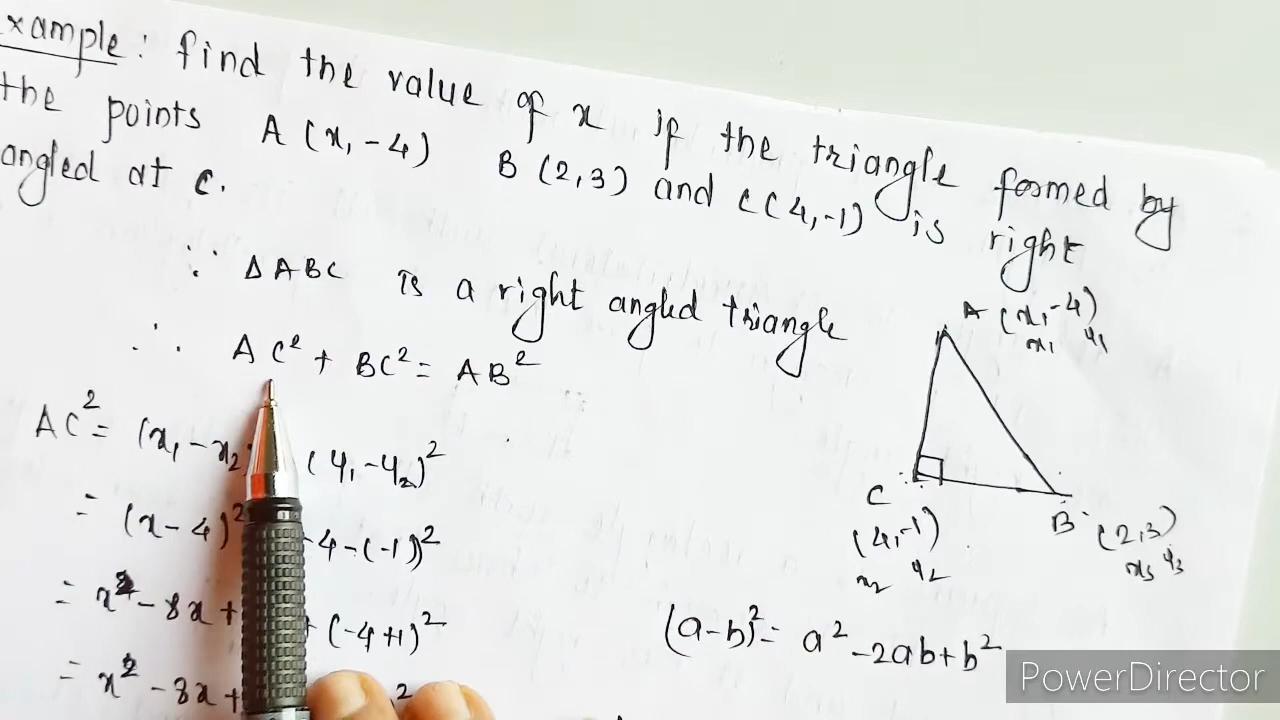 xample: find the value of x if the triangle formed by
the points A (x, -4) B (2,3) and C(4,-1) is right
angled at C.
∵ ΔABC is a right angled triangle
∴ AC² + BC² = AB²
AC² = (x₁ - x₂) (y₁ - y₂)²
= (x - 4)² -4 - (-1))²
= x² - 8x + + (-4+1)²
= x² - 8x + ²
A (x, -4)
x₁ y₁
C
(4,-1)
x₂ y₂
B (2,3)
x₃ y₃
(a-b)² = a² - 2ab + b²
PowerDirector